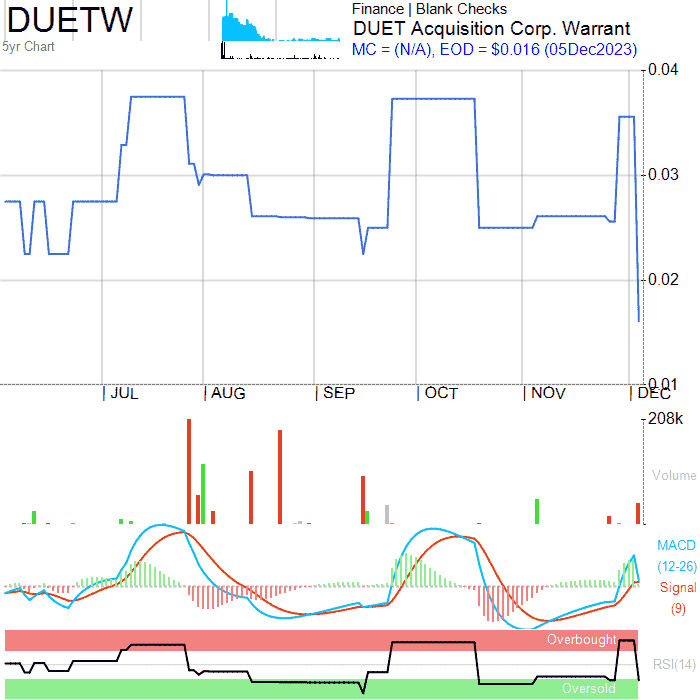 DUETW
5yr Chart
Finance | Blank Checks
DUET Acquisition Corp. Warrant
MC = (N/A), EOD = $0.016 (05Dec2023)
0.04
0.03
0.02
0.01
JUL AUG SEP OCT NOV DEC
208k
Volume
MACD
(12-26)
Signal
(9)
Overbought
RSI(14)
Oversold